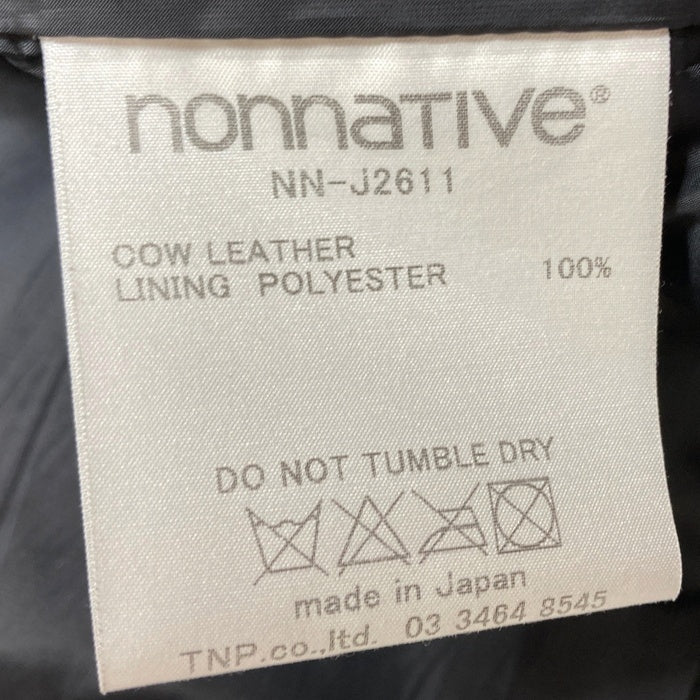 nonnative®
NN-J2611
COW LEATHER
LINING POLYESTER 100%
DO NOT TUMBLE DRY
made in Japan
TNP.co.,ltd. 03 3464 8545